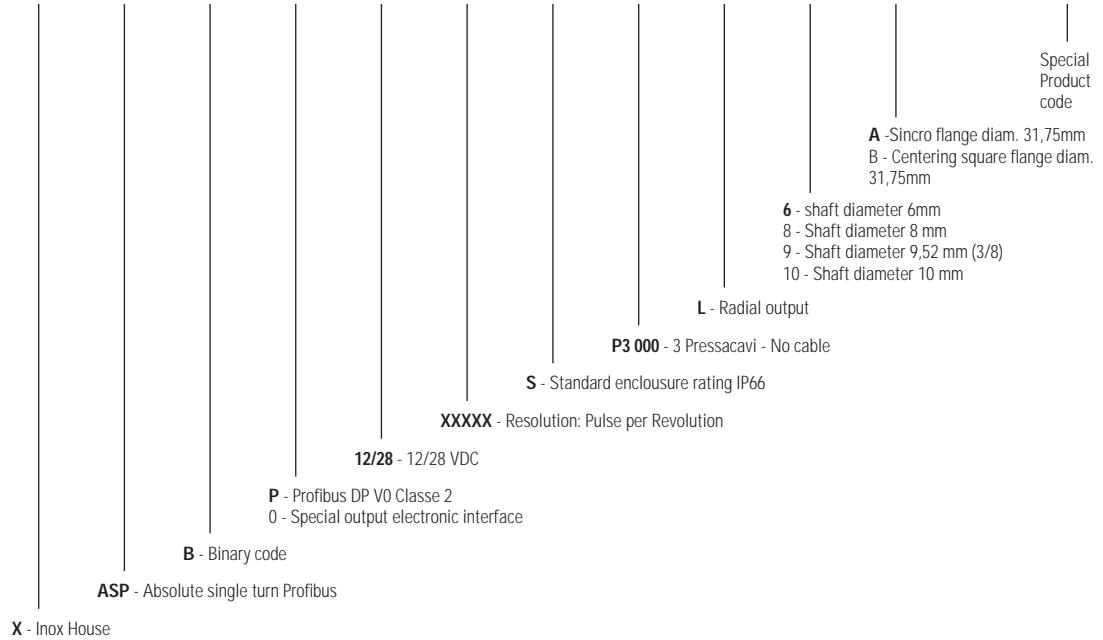 Special
Product
code
A -Sincro flange diam. 31,75mm
B - Centering square flange diam.
31,75mm
6 - shaft diameter 6mm
8 - Shaft diameter 8 mm
9 - Shaft diameter 9,52 mm (3/8)
10 - Shaft diameter 10 mm
L - Radial output
P3 000 - 3 Pressacavi - No cable
S - Standard enclousure rating IP66
XXXXX - Resolution: Pulse per Revolution
12/28 - 12/28 VDC
P - Profibus DP V0 Classe 2
0 - Special output electronic interface
B - Binary code
ASP - Absolute single turn Profibus
X - Inox House